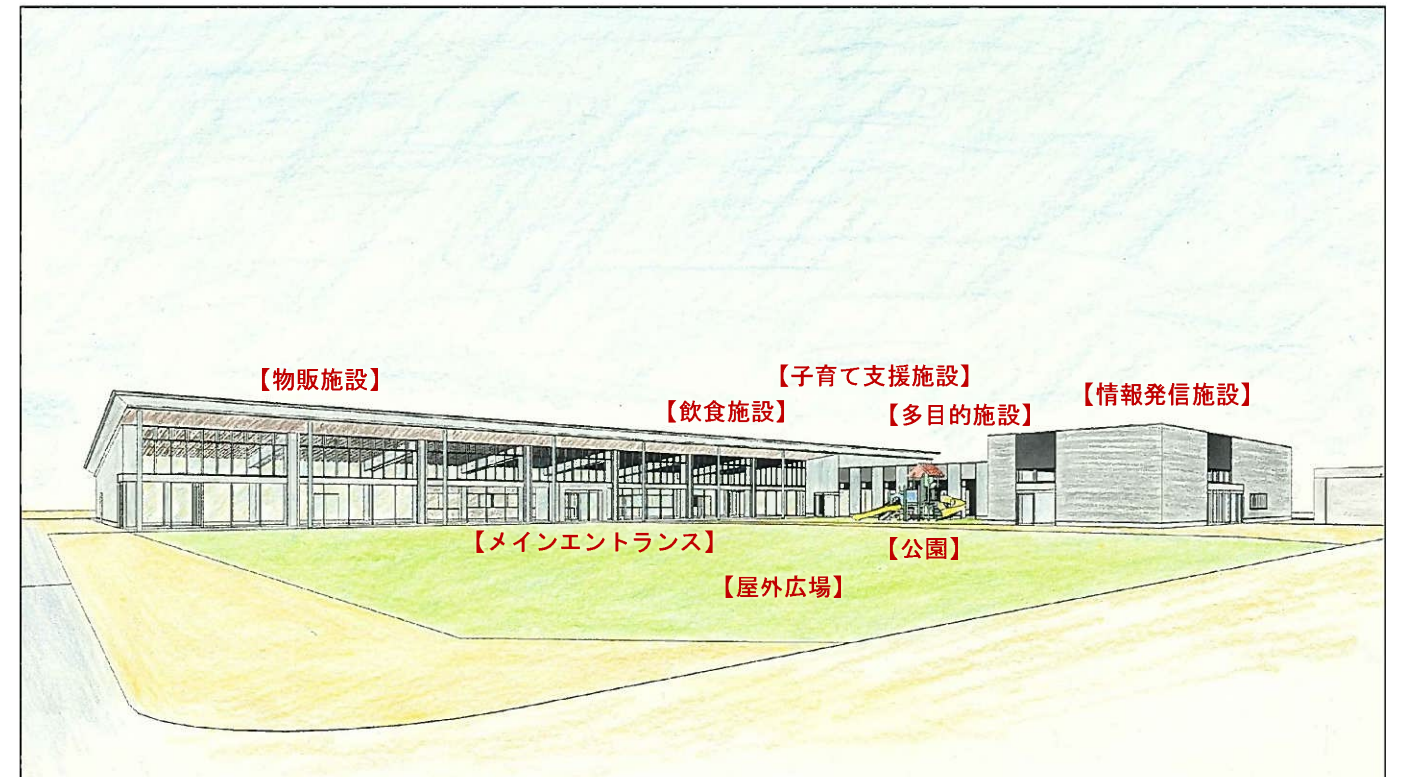 【物販施設】
【子育て支援施設】
【飲食施設】
【多目的施設】
【情報発信施設】
【メインエントランス】
【公園】
【屋外広場】